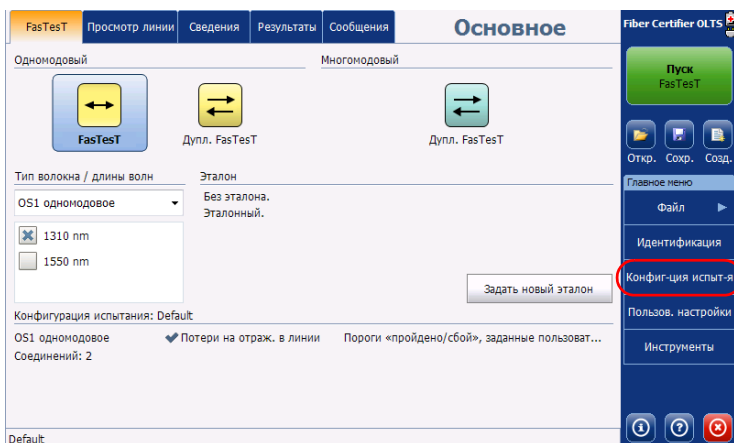 FasTesT
Просмотр линии
Сведения
Результаты
Сообщения
Основное
Fiber Certifier OLTS
Одномодовый
Многомодовый
FasTesT
Дупл. FasTesT
Дупл. FasTesT
Тип волокна / длины волн
Эталон
OS1 одномодовое
Без эталона.
Эталонный.
1310 nm
1550 nm
Задать новый эталон
Конфигурация испытания: Default
OS1 одномодовое
Потери на отраж. в линии
Пороги «пройдено/сбой», заданные пользоват...
Соединений: 2
Default
Пуск
FasTesT
Откр.
Сохр.
Созд.
Главное меню
Файл
Идентификация
Конфиг-ция испыт-я
Пользов. настройки
Инструменты